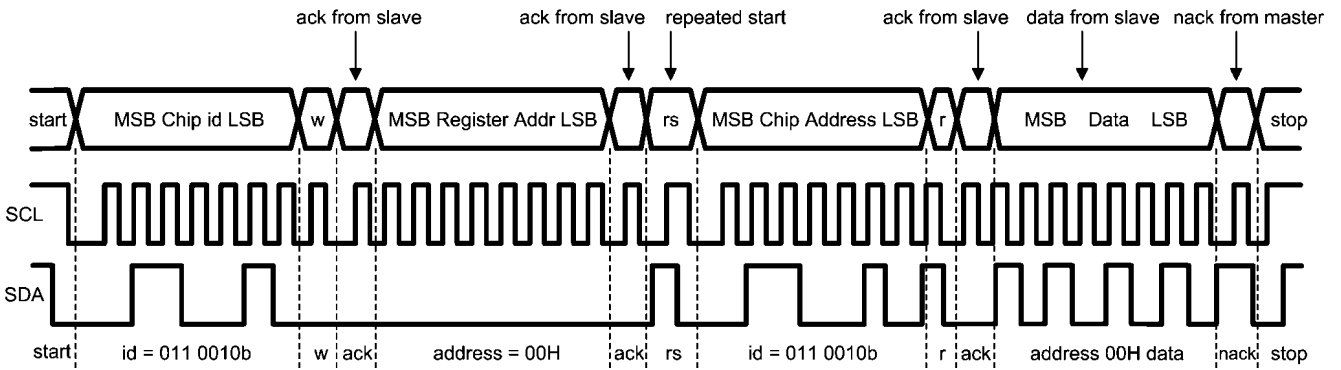 ack from slave ack from slave repeated start ack from slave data from slave nack from master
start MSB Chip id LSB w MSB Register Addr LSB rs MSB Chip Address LSB r MSB Data LSB stop
SCL
SDA
start id = 011 0010b w ack address = 00H ack rs id = 011 0010b r ack address 00H data nack stop